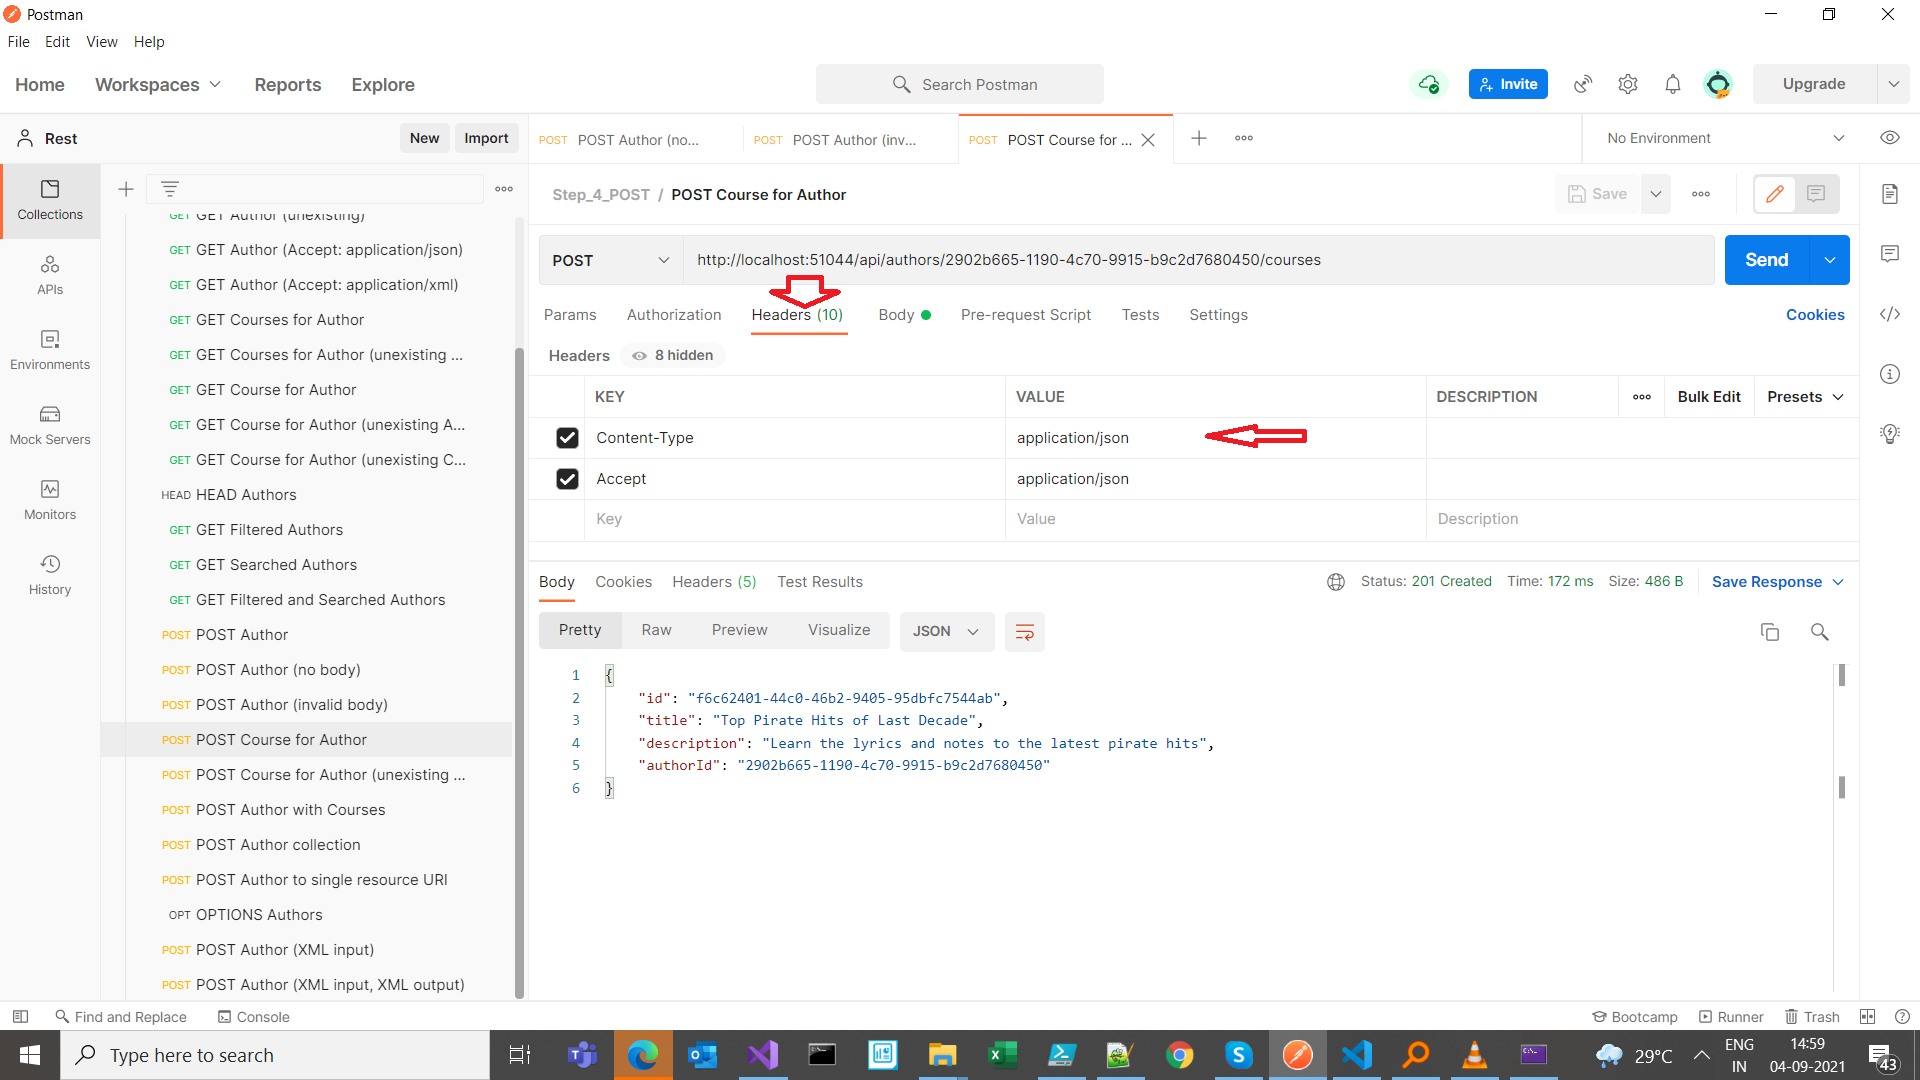 Postman
File Edit View Help
Home Workspaces Reports Explore
Search Postman
Invite
Upgrade
Rest
New Import
POST POST Author (no...
POST POST Author (inv...
POST POST Course for ...
No Environment
Collections
APIs
Environments
Mock Servers
Monitors
History
GET GET Author (unexisting)
GET GET Author (Accept: application/json)
GET GET Author (Accept: application/xml)
GET GET Courses for Author
GET GET Courses for Author (unexisting ...
GET GET Course for Author
GET GET Course for Author (unexisting A...
GET GET Course for Author (unexisting C...
HEAD HEAD Authors
GET GET Filtered Authors
GET GET Searched Authors
GET GET Filtered and Searched Authors
POST POST Author
POST POST Author (no body)
POST POST Author (invalid body)
POST POST Course for Author
POST POST Course for Author (unexisting ...
POST POST Author with Courses
POST POST Author collection
POST POST Author to single resource URI
OPT OPTIONS Authors
POST POST Author (XML input)
POST POST Author (XML input, XML output)
Step_4_POST / POST Course for Author
Save
POST http://localhost:51044/api/authors/2902b665-1190-4c70-9915-b9c2d7680450/courses
Send
Params Authorization Headers (10) Body Pre-request Script Tests Settings Cookies
Headers 8 hidden
KEY VALUE DESCRIPTION Bulk Edit Presets
Content-Type application/json
Accept application/json
Key Value Description
Body Cookies Headers (5) Test Results
Status: 201 Created Time: 172 ms Size: 486 B Save Response
Pretty Raw Preview Visualize JSON
1 {
2 "id": "f6c62401-44c0-46b2-9405-95dbfc7544ab",
3 "title": "Top Pirate Hits of Last Decade",
4 "description": "Learn the lyrics and notes to the latest pirate hits",
5 "authorId": "2902b665-1190-4c70-9915-b9c2d7680450"
6 }
Find and Replace Console
Bootcamp Runner Trash
Type here to search
29°C
ENG
IN
14:59
04-09-2021
43